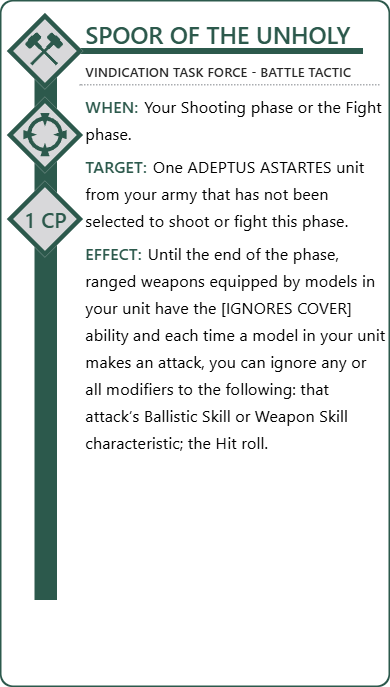 SPOOR OF THE UNHOLY
VINDICATION TASK FORCE - BATTLE TACTIC
WHEN: Your Shooting phase or the Fight
phase.
TARGET: One ADEPTUS ASTARTES unit
from your army that has not been
selected to shoot or fight this phase.
1 CP
EFFECT: Until the end of the phase,
ranged weapons equipped by models in
your unit have the [IGNORES COVER]
ability and each time a model in your unit
makes an attack, you can ignore any or
all modifiers to the following: that
attack's Ballistic Skill or Weapon Skill
characteristic; the Hit roll.